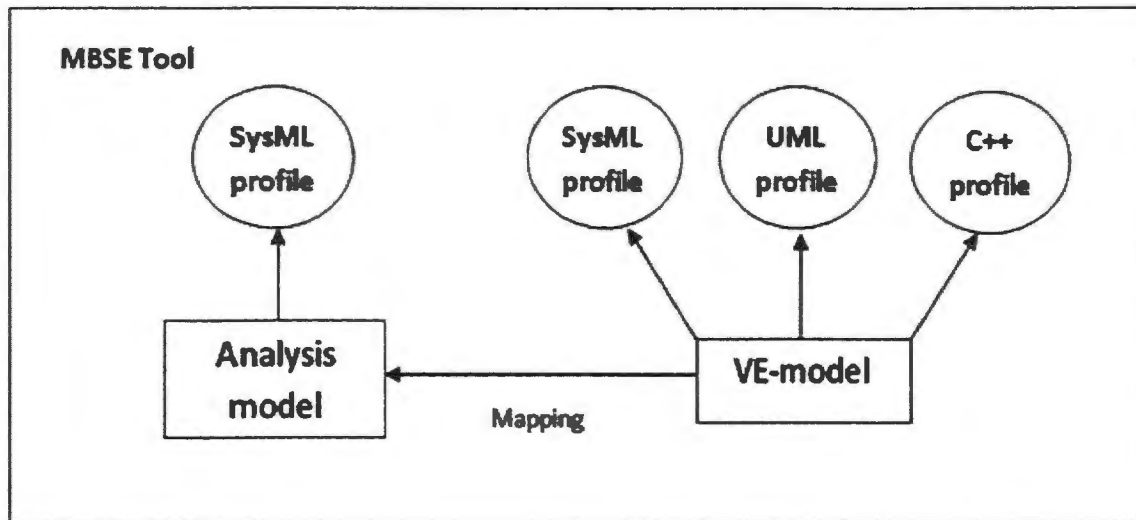 MBSE Tool
SysML
profile
SysML
profile
UML
profile
C++
profile
Analysis
model
VE-model
Mapping